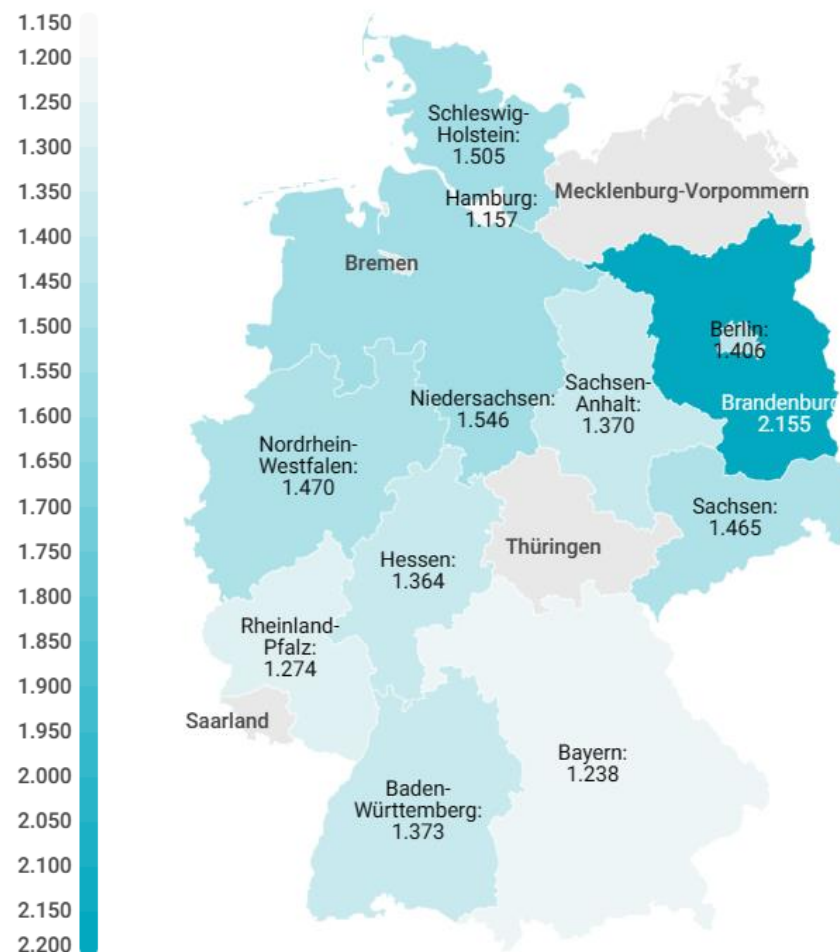 1.150
1.200
1.250
1.300
1.350
1.400
1.450
1.500
1.550
1.600
1.650
1.700
1.750
1.800
1.850
1.900
1.950
2.000
2.050
2.100
2.150
2.200
Schleswig-
Holstein:
1.505
Mecklenburg-Vorpommern
Hamburg:
1.157
Bremen
Berlin:
1.406
Niedersachsen:
1.546
Sachsen-
Anhalt:
1.370
Brandenburg
2.155
Nordrhein-
Westfalen:
1.470
Sachsen:
1.465
Thüringen
Hessen:
1.364
Rheinland-
Pfalz:
1.274
Saarland
Bayern:
1.238
Baden-
Württemberg:
1.373